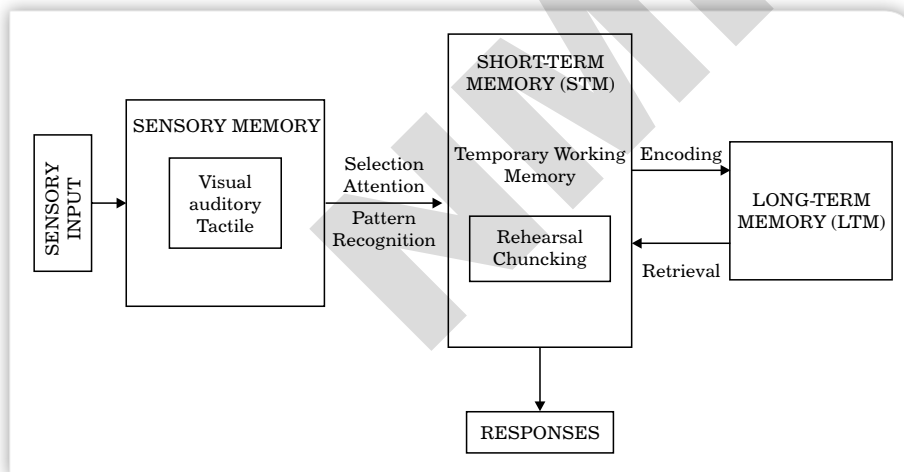 SENSORY
INPUT
SENSORY MEMORY
Visual
auditory
Tactile
Selection
Attention
Pattern
Recognition
SHORT-TERM
MEMORY (STM)
Temporary Working
Memory
Rehearsal
Chuncking
Encoding
Retrieval
LONG-TERM
MEMORY (LTM)
RESPONSES